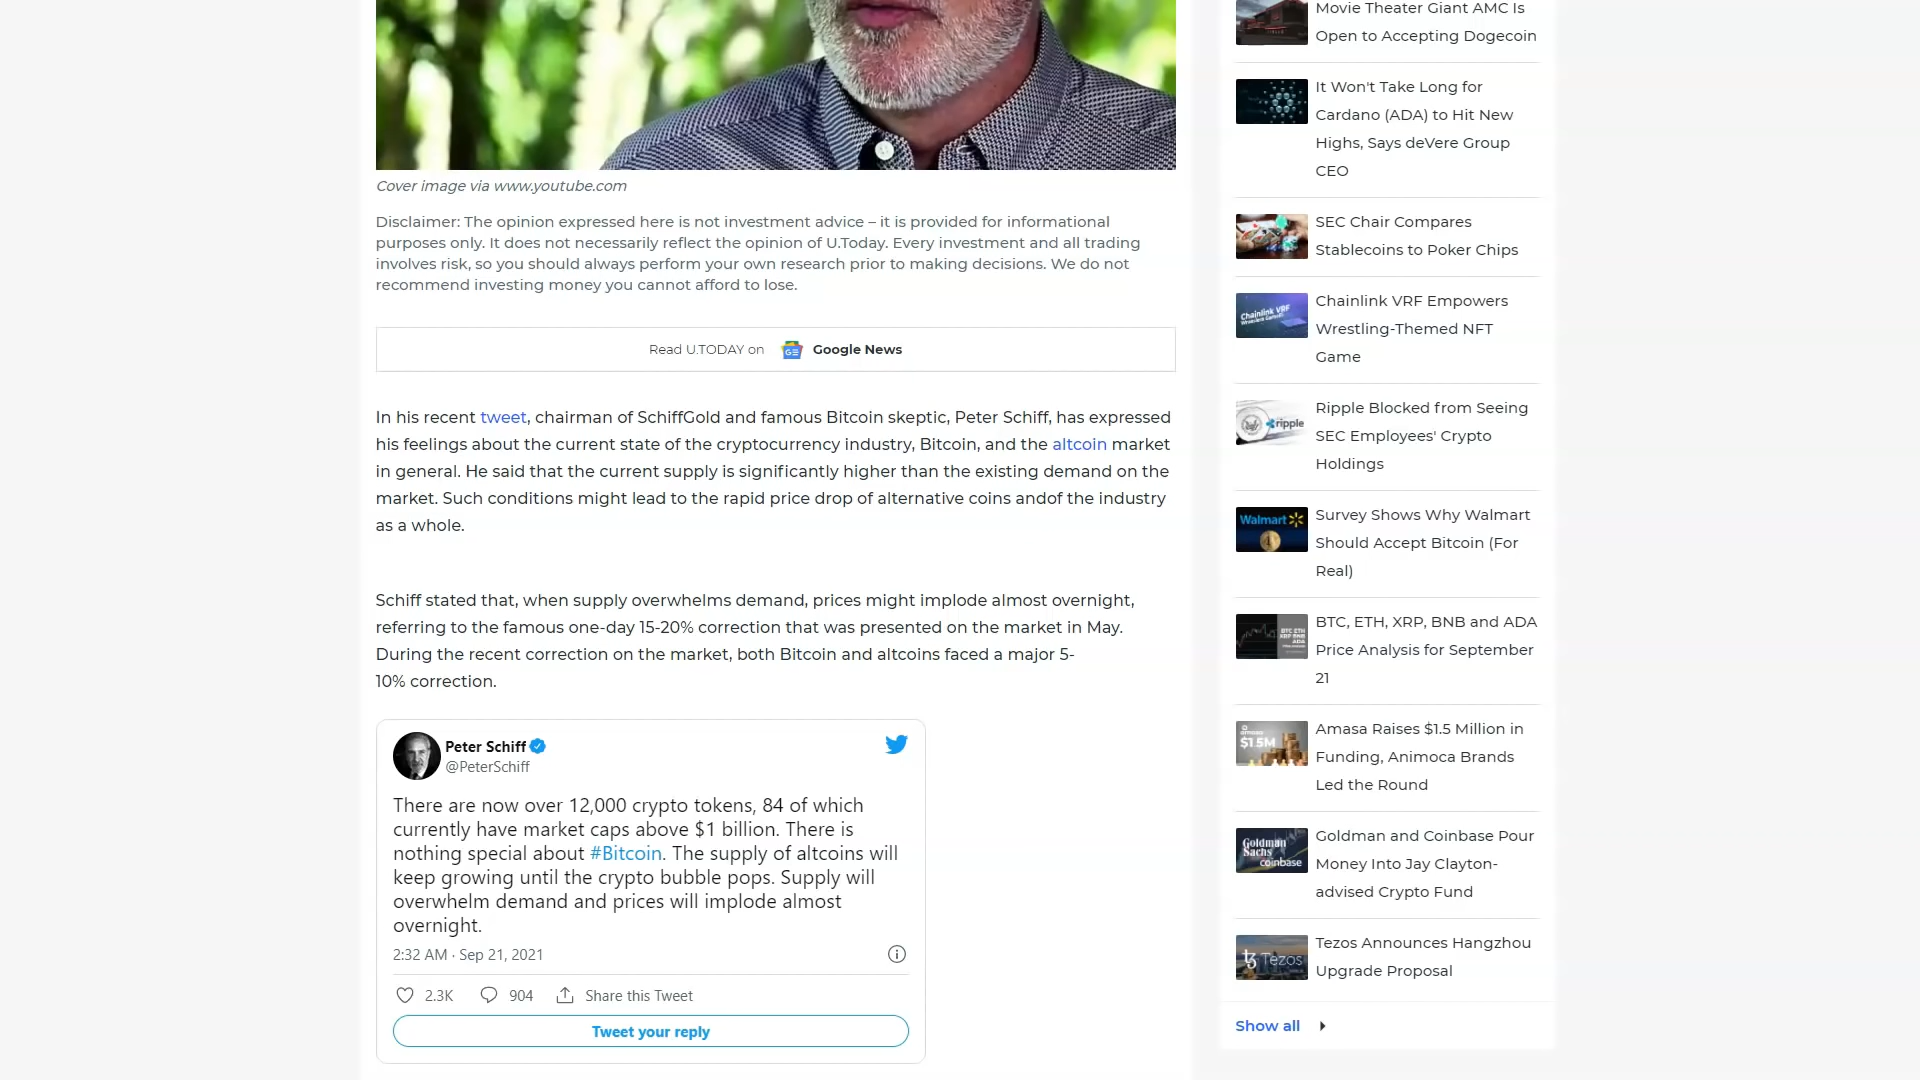 Cover image via www.youtube.com
Disclaimer: The opinion expressed here is not investment advice – it is provided for informational
purposes only. It does not necessarily reflect the opinion of U.Today. Every investment and all trading
involves risk, so you should always perform your own research prior to making decisions. We do not
recommend investing money you cannot afford to lose.
Read U.TODAY on Google News
In his recent tweet, chairman of SchiffGold and famous Bitcoin skeptic, Peter Schiff, has expressed
his feelings about the current state of the cryptocurrency industry, Bitcoin, and the altcoin market
in general. He said that the current supply is significantly higher than the existing demand on the
market. Such conditions might lead to the rapid price drop of alternative coins andof the industry
as a whole.
Schiff stated that, when supply overwhelms demand, prices might implode almost overnight,
referring to the famous one-day 15-20% correction that was presented on the market in May.
During the recent correction on the market, both Bitcoin and altcoins faced a major 5-
10% correction.
Peter Schiff
@PeterSchiff
There are now over 12,000 crypto tokens, 84 of which
currently have market caps above $1 billion. There is
nothing special about #Bitcoin. The supply of altcoins will
keep growing until the crypto bubble pops. Supply will
overwhelm demand and prices will implode almost
overnight.
2:32 AM · Sep 21, 2021
2.3K 904 Share this Tweet
Tweet your reply
Movie Theater Giant AMC Is
Open to Accepting Dogecoin
It Won't Take Long for
Cardano (ADA) to Hit New
Highs, Says deVere Group
CEO
SEC Chair Compares
Stablecoins to Poker Chips
Chainlink VRF
Chainlink VRF Empowers
Wrestling-Themed NFT
Game
ripple
Ripple Blocked from Seeing
SEC Employees' Crypto
Holdings
Walmart
Survey Shows Why Walmart
Should Accept Bitcoin (For
Real)
BTC ETH
XRP BNB
ADA
BTC, ETH, XRP, BNB and ADA
Price Analysis for September
21
$1.5M
Amasa Raises $1.5 Million in
Funding, Animoca Brands
Led the Round
Goldman
Sachs
coinbase
Goldman and Coinbase Pour
Money Into Jay Clayton-
advised Crypto Fund
Tezos
Tezos Announces Hangzhou
Upgrade Proposal
Show all